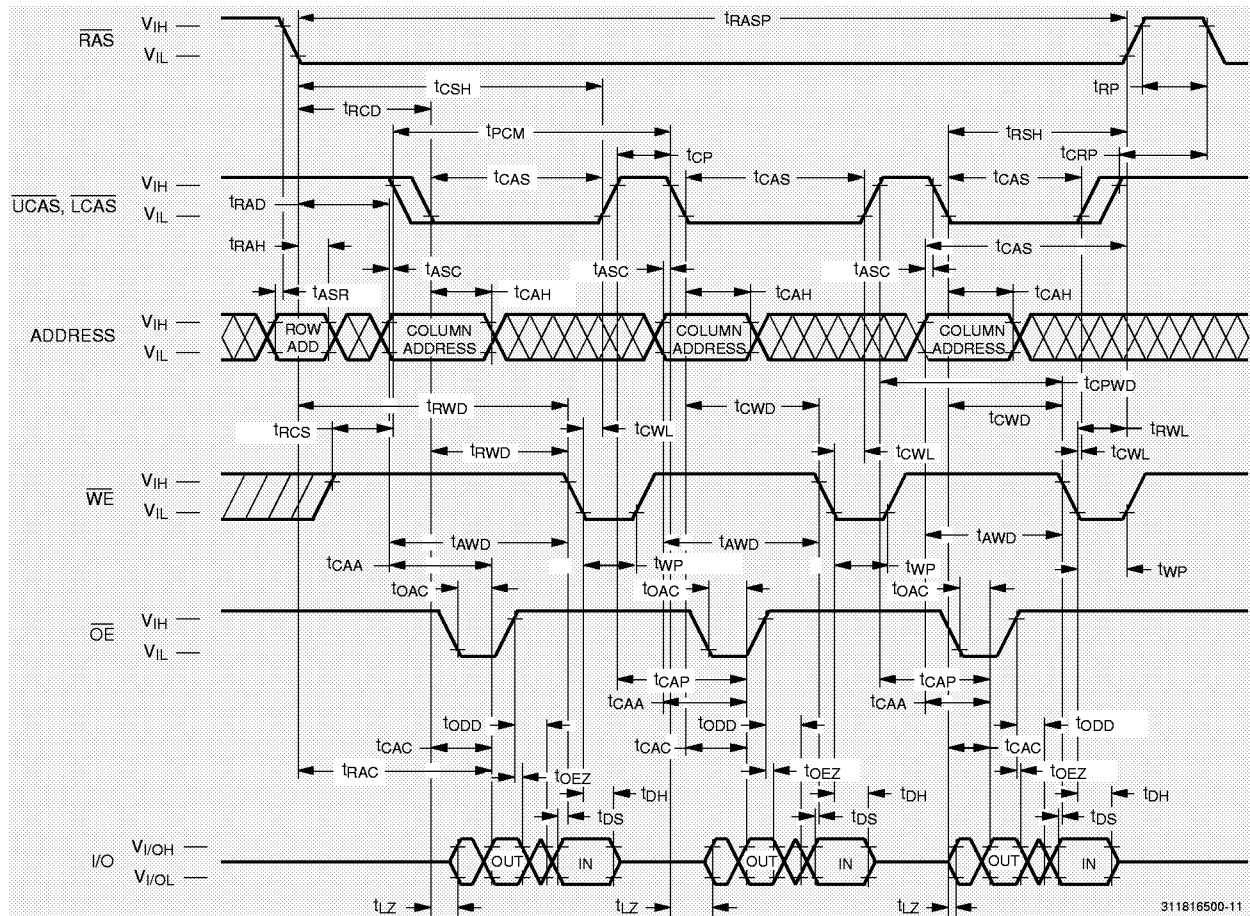 RAS
VIH
VIL
tRASP
tRP
tCSH
tRCD
tPCM
tRSH
tCP
tCRP
UCAS, LCAS
VIH
VIL
tCAS
tCAS
tCAS
tRAD
tRAH
tCAS
tASC
tASC
tASC
tASR
tCAH
tCAH
tCAH
ADDRESS
VIH
VIL
ROW
ADD
COLUMN
ADDRESS
COLUMN
ADDRESS
COLUMN
ADDRESS
tCPWD
tRWD
tCWD
tCWD
tRCS
tCWL
tRWL
tRWD
tCWL
tCWL
WE
VIH
VIL
tAWD
tAWD
tAWD
tCAA
tWP
tWP
tWP
tOAC
tOAC
tOAC
OE
VIH
VIL
tCAP
tCAP
tCAA
tCAA
tODD
tODD
tODD
tCAC
tCAC
tCAC
tRAC
tOEZ
tOEZ
tOEZ
tDH
tDH
tDH
tDS
tDS
tDS
I/O
VI/OH
VI/OL
OUT
IN
OUT
IN
OUT
IN
tLZ
tLZ
tLZ
311816500-11